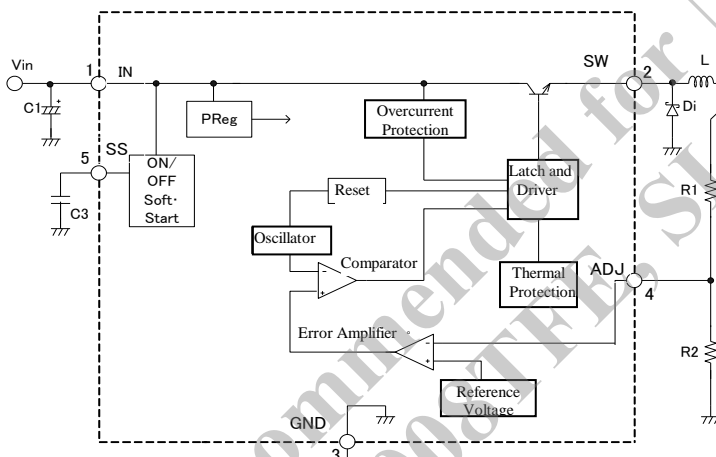 Vin
1
IN
SW
2
L
C1
+
PReg
Overcurrent
Protection
Di
5
SS
ON/
OFF
Soft・
Start
C3
Latch and
Driver
Reset
R1
Oscillator
Comparator
-
+
Thermal
Protection
ADJ
4
Error Amplifier 。
-
+
R2
Reference
Voltage
GND
3